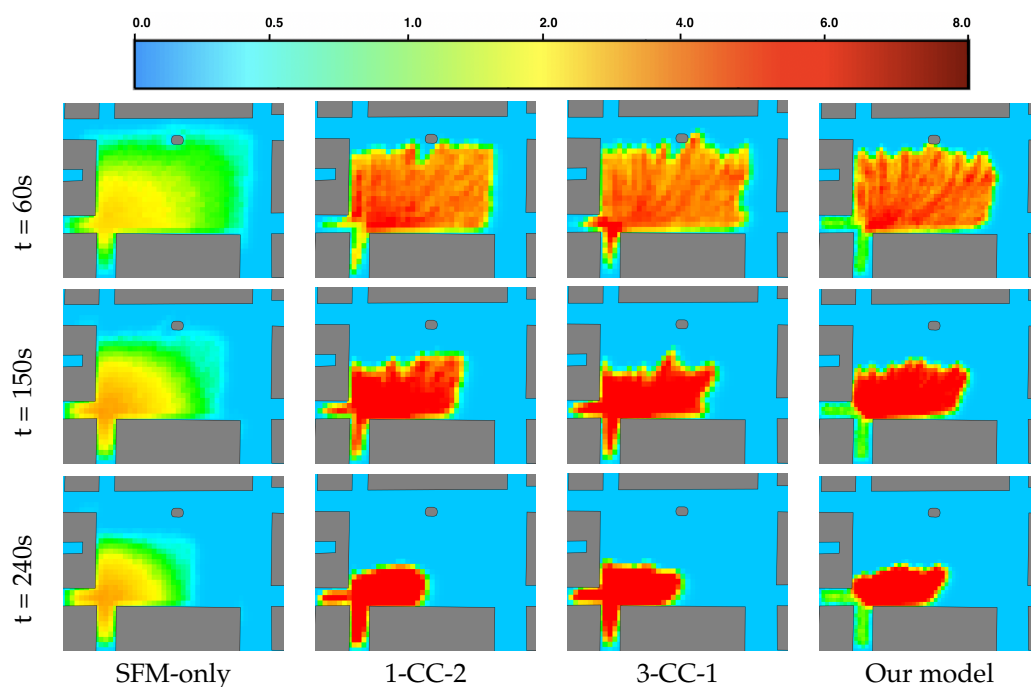 0.0 0.5 1.0 2.0 4.0 6.0 8.0
t = 60s
t = 150s
t = 240s
SFM-only 1-CC-2 3-CC-1 Our model